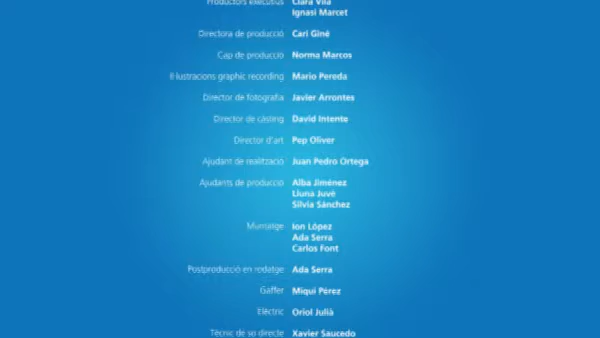 Productors executius Clara Vila
Ignasi Marcet
Directora de producció Cari Giné
Cap de producció Norma Marcos
Il·lustracions graphic recording Mario Pereda
Director de fotografia Javier Arrontes
Director de càsting David Intente
Director d'art Pep Oliver
Ajudant de realització Juan Pedro Ortega
Ajudants de producció Alba Jiménez
Lluna Juvé
Sílvia Sánchez
Muntatge Ion López
Ada Serra
Carlos Font
Postproducció en rodatge Ada Serra
Gaffer Miqui Pérez
Elèctric Oriol Julià
Tècnic de so directe Xavier Saucedo